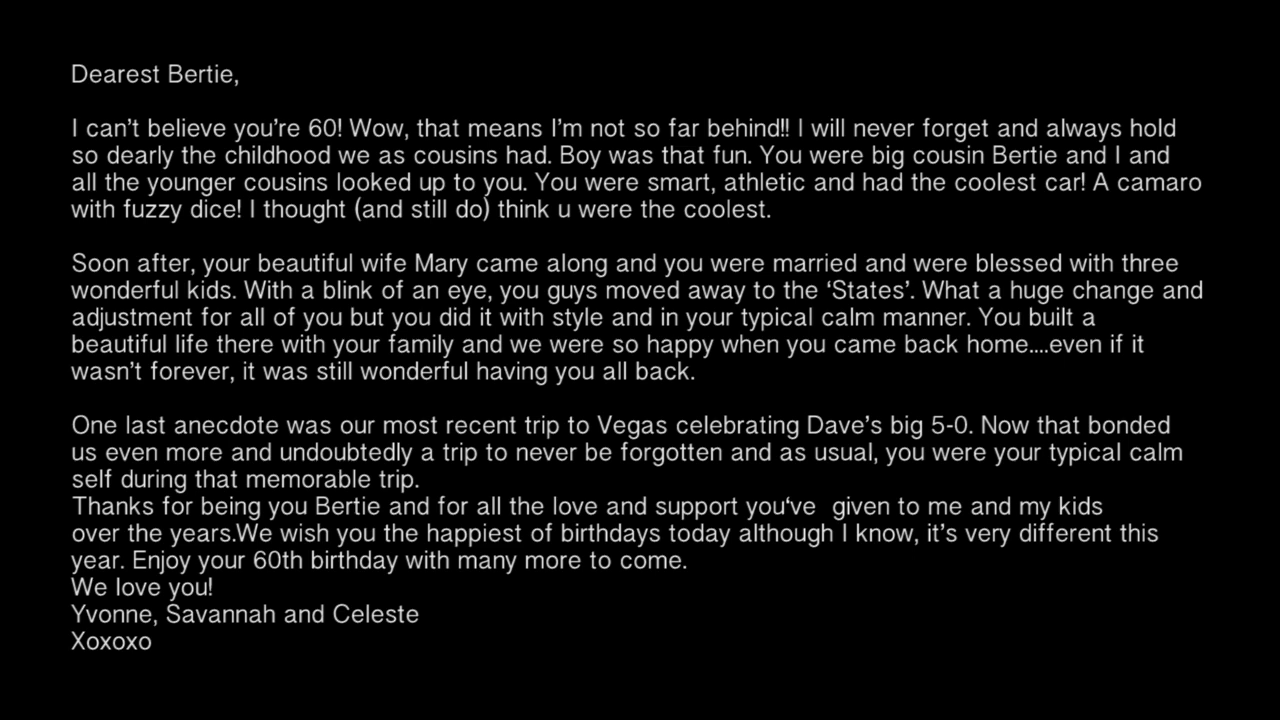 Dearest Bertie,
I can't believe you're 60! Wow, that means I'm not so far behind!! I will never forget and always hold
so dearly the childhood we as cousins had. Boy was that fun. You were big cousin Bertie and I and
all the younger cousins looked up to you. You were smart, athletic and had the coolest car! A camaro
with fuzzy dice! I thought (and still do) think u were the coolest.
Soon after, your beautiful wife Mary came along and you were married and were blessed with three
wonderful kids. With a blink of an eye, you guys moved away to the ‘States’. What a huge change and
adjustment for all of you but you did it with style and in your typical calm manner. You built a
beautiful life there with your family and we were so happy when you came back home....even if it
wasn’t forever, it was still wonderful having you all back.
One last anecdote was our most recent trip to Vegas celebrating Dave’s big 5-0. Now that bonded
us even more and undoubtedly a trip to never be forgotten and as usual, you were your typical calm
self during that memorable trip.
Thanks for being you Bertie and for all the love and support you‘ve  given to me and my kids
over the years.We wish you the happiest of birthdays today although I know, it’s very different this
year. Enjoy your 60th birthday with many more to come.
We love you!
Yvonne, Savannah and Celeste
Xoxoxo